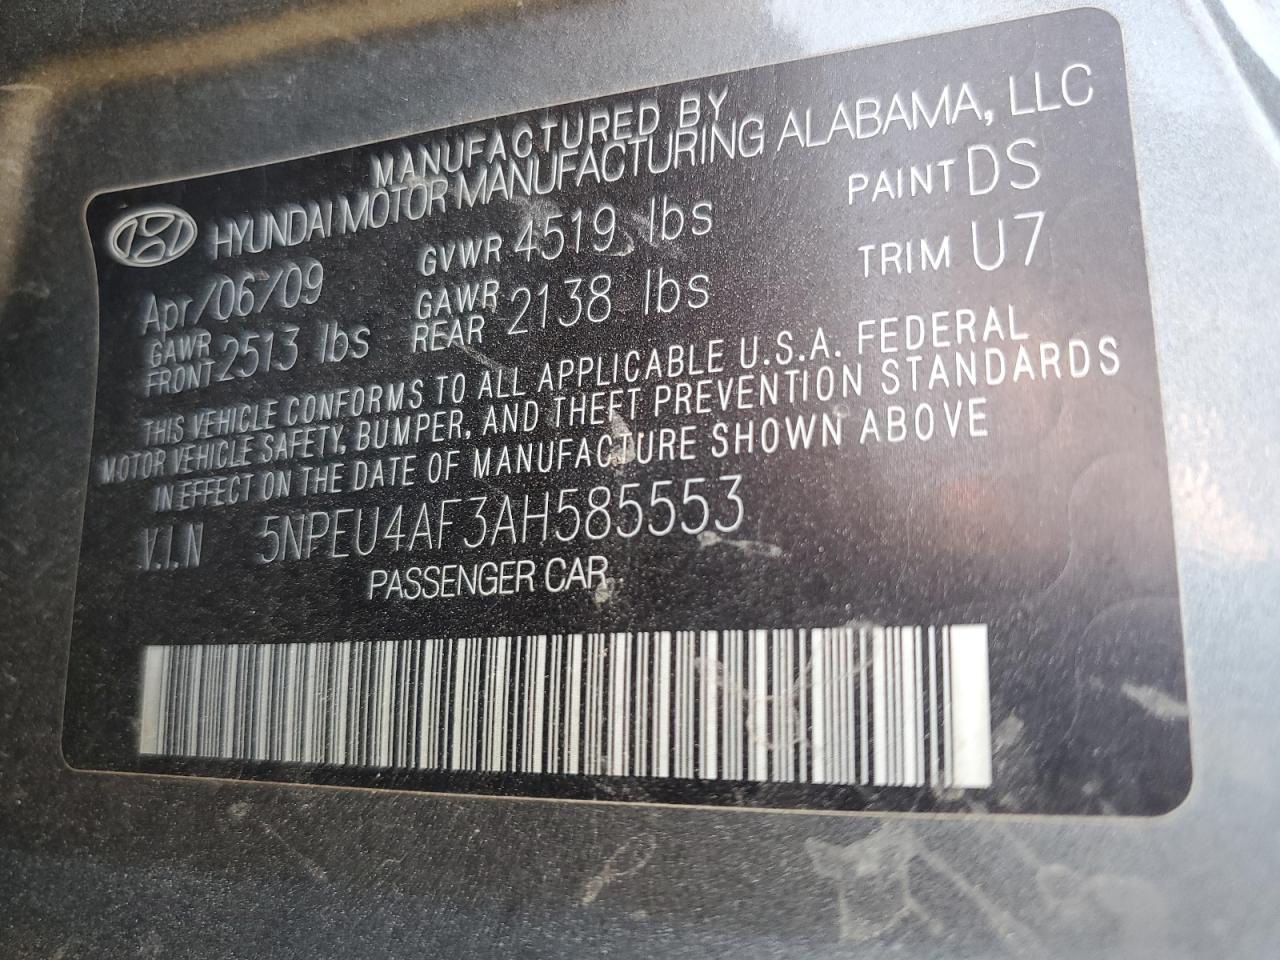 MANUFACTURED BY
HYUNDAI MOTOR MANUFACTURING ALABAMA, LLC
Apr/06/09 GVWR 4519 lbs PAINT DS
GAWR FRONT 2513 lbs GAWR REAR 2138 lbs TRIM U7
THIS VEHICLE CONFORMS TO ALL APPLICABLE U.S.A. FEDERAL
MOTOR VEHICLE SAFETY, BUMPER, AND THEFT PREVENTION STANDARDS
IN EFFECT ON THE DATE OF MANUFACTURE SHOWN ABOVE
V.I.N 5NPEU4AF3AH585553
PASSENGER CAR